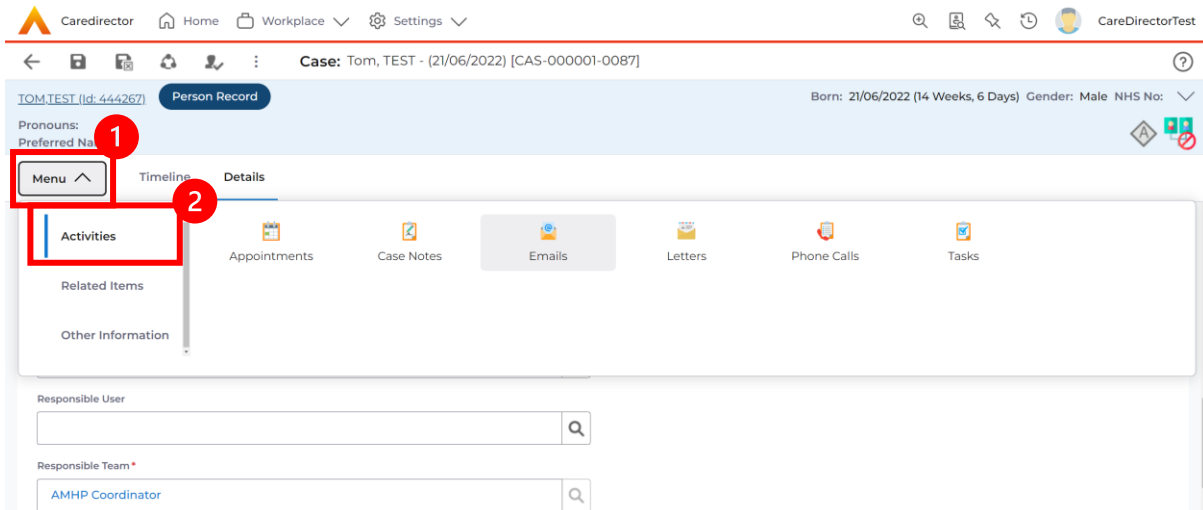 Caredirector Home Workplace Settings CareDirectorTest
Case: Tom, TEST - (21/06/2022) [CAS-000001-0087] ?
TOM,TEST (Id: 444267) Person Record Born: 21/06/2022 (14 Weeks, 6 Days) Gender: Male NHS No:
Pronouns:
Preferred Na
1
A
Menu Timeline Details
2
Activities
Appointments Case Notes Emails Letters Phone Calls Tasks
Related Items
Other Information
Responsible User
Responsible Team*
AMHP Coordinator